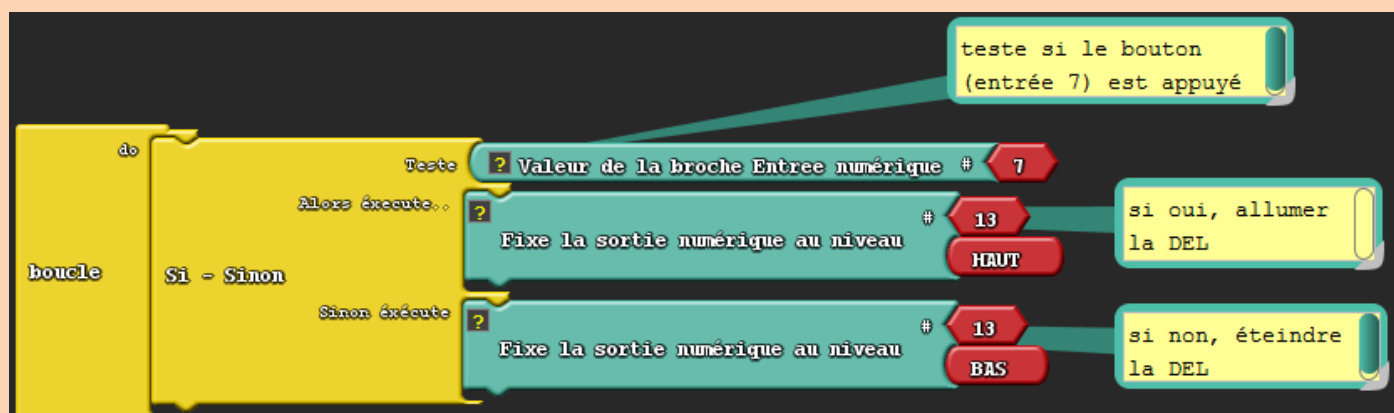 teste si le bouton
(entrée 7) est appuyé
do
Teste
? Valeur de la broche Entree numérique # 7
Alors éxecute..
?
Fixe la sortie numérique au niveau
# 13
HAUT
si oui, allumer
la DEL
boucle
Si - Sinon
Sinon éxécute
?
Fixe la sortie numérique au niveau
# 13
BAS
si non, éteindre
la DEL